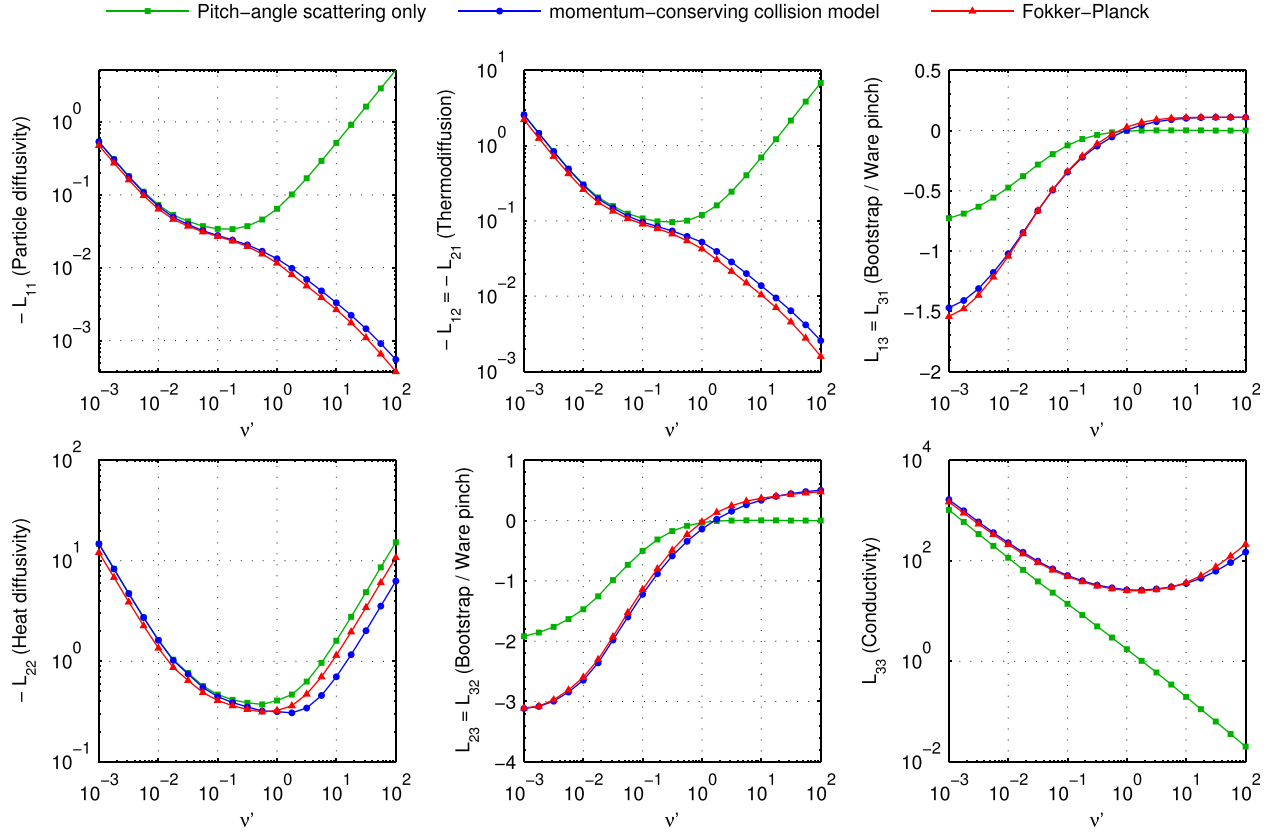 Pitch−angle scattering only momentum−conserving collision model Fokker−Planck
− L11 (Particle diffusivity)
10^0
10^−1
10^−2
10^−3
10^−3 10^−2 10^−1 10^0 10^1 10^2
ν'
− L12 = − L21 (Thermodiffusion)
10^1
10^0
10^−1
10^−2
10^−3
10^−3 10^−2 10^−1 10^0 10^1 10^2
ν'
L13 = L31 (Bootstrap / Ware pinch)
0.5
0
−0.5
−1
−1.5
−2
10^−3 10^−2 10^−1 10^0 10^1 10^2
ν'
− L22 (Heat diffusivity)
10^2
10^1
10^0
10^−1
10^−3 10^−2 10^−1 10^0 10^1 10^2
ν'
L23 = L32 (Bootstrap / Ware pinch)
1
0
−1
−2
−3
−4
10^−3 10^−2 10^−1 10^0 10^1 10^2
ν'
L33 (Conductivity)
10^4
10^2
10^0
10^−2
10^−3 10^−2 10^−1 10^0 10^1 10^2
ν'